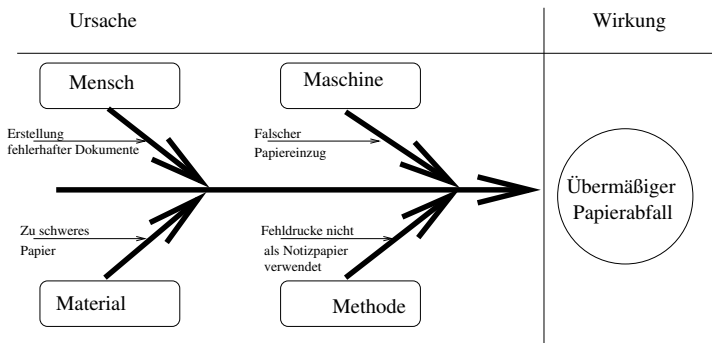 Ursache
Wirkung
Mensch
Maschine
Erstellung
fehlerhafter Dokumente
Falscher
Papiereinzug
Übermäßiger
Papierabfall
Zu schweres
Papier
Fehldrucke nicht
als Notizpapier
verwendet
Material
Methode